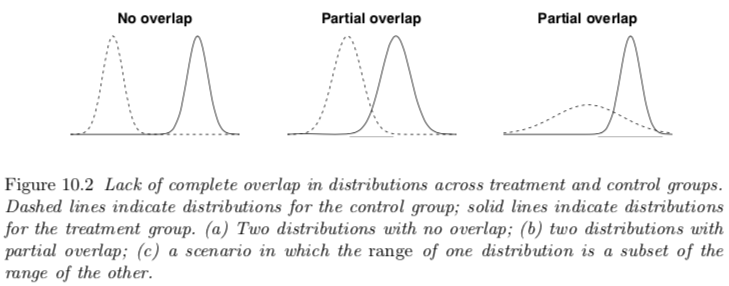 No overlap
Partial overlap
Partial overlap
Figure 10.2 Lack of complete overlap in distributions across treatment and control groups.
Dashed lines indicate distributions for the control group; solid lines indicate distributions
for the treatment group. (a) Two distributions with no overlap; (b) two distributions with
partial overlap; (c) a scenario in which the range of one distribution is a subset of the
range of the other.